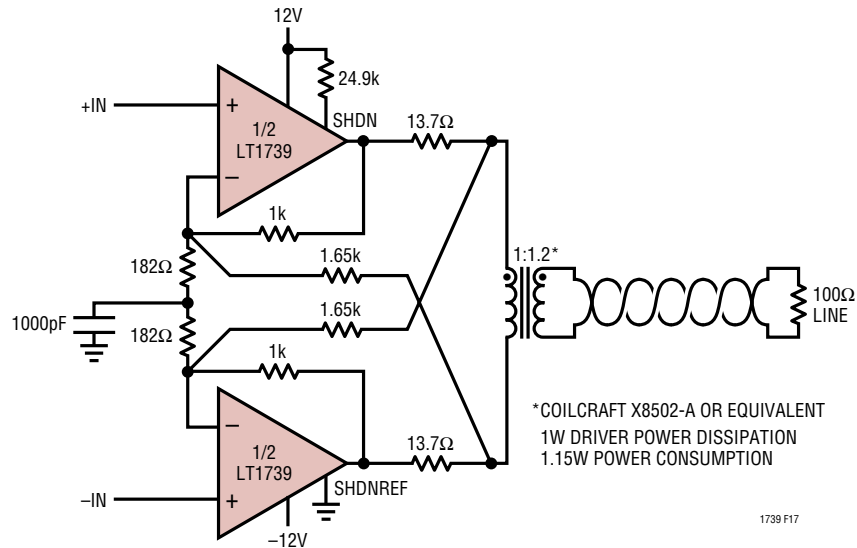 12V
24.9k
+IN
+
1/2
LT1739
–
SHDN
13.7Ω
1k
182Ω
1.65k
1:1.2*
1000pF
1.65k
182Ω
1k
100Ω
LINE
–
1/2
LT1739
+
13.7Ω
–IN
SHDNREF
–12V
*COILCRAFT X8502-A OR EQUIVALENT
1W DRIVER POWER DISSIPATION
1.15W POWER CONSUMPTION
1739 F17